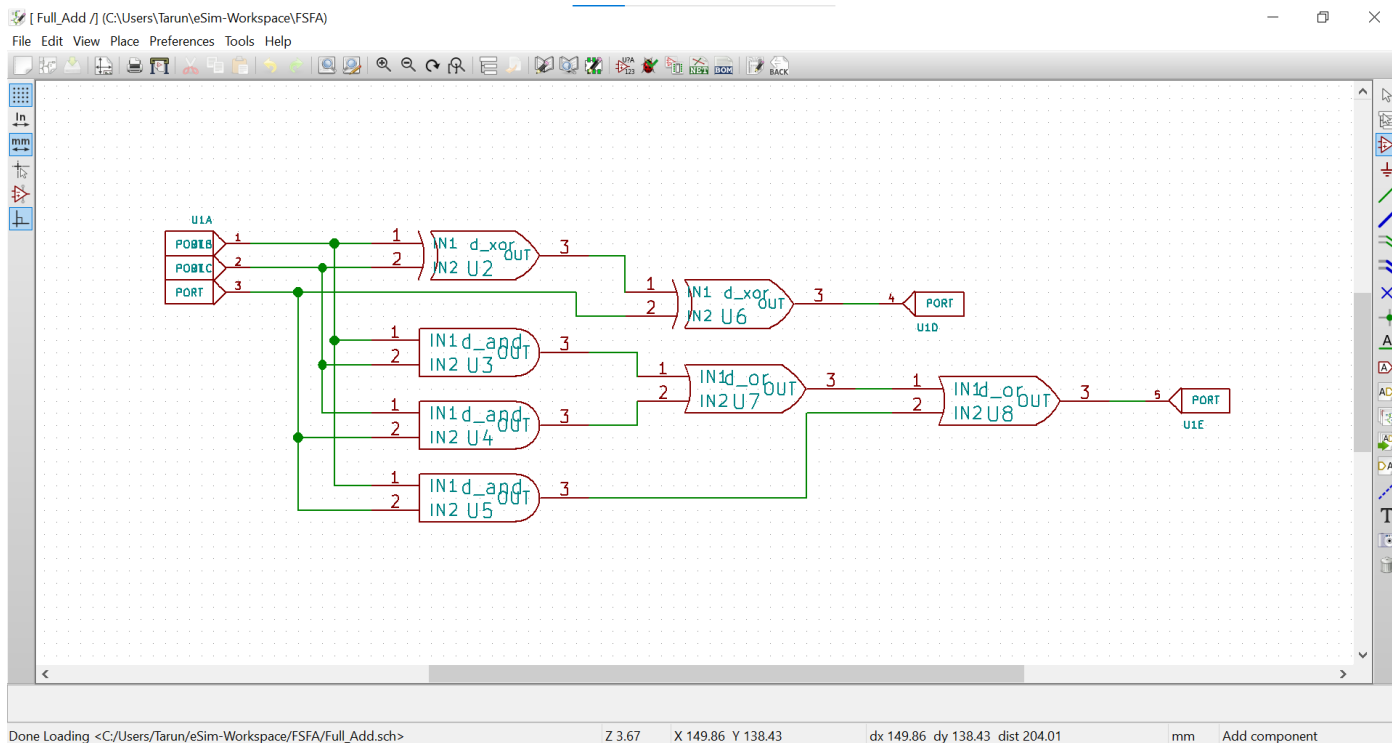 [ Full_Add /] (C:\Users\Tarun\eSim-Workspace\FSFA)
File Edit View Place Preferences Tools Help
In
mm
U1A
1
2
PORT 3
1 IN1 d_xor OUT 3
2 IN2 U2
1 IN1 d_xor OUT 3
2 IN2 U6
4 PORT
U1D
1 IN1 d_and OUT 3
2 IN2 U3
1 IN1 d_or OUT 3
2 IN2 U7
1 IN1 d_or OUT 3
2 IN2 U8
5 PORT
U1E
1 IN1 d_and OUT 3
2 IN2 U4
1 IN1 d_and OUT 3
2 IN2 U5
NET
BOM
BACK
Done Loading <C:/Users/Tarun/eSim-Workspace/FSFA/Full_Add.sch> Z 3.67 X 149.86 Y 138.43 dx 149.86 dy 138.43 dist 204.01 mm Add component